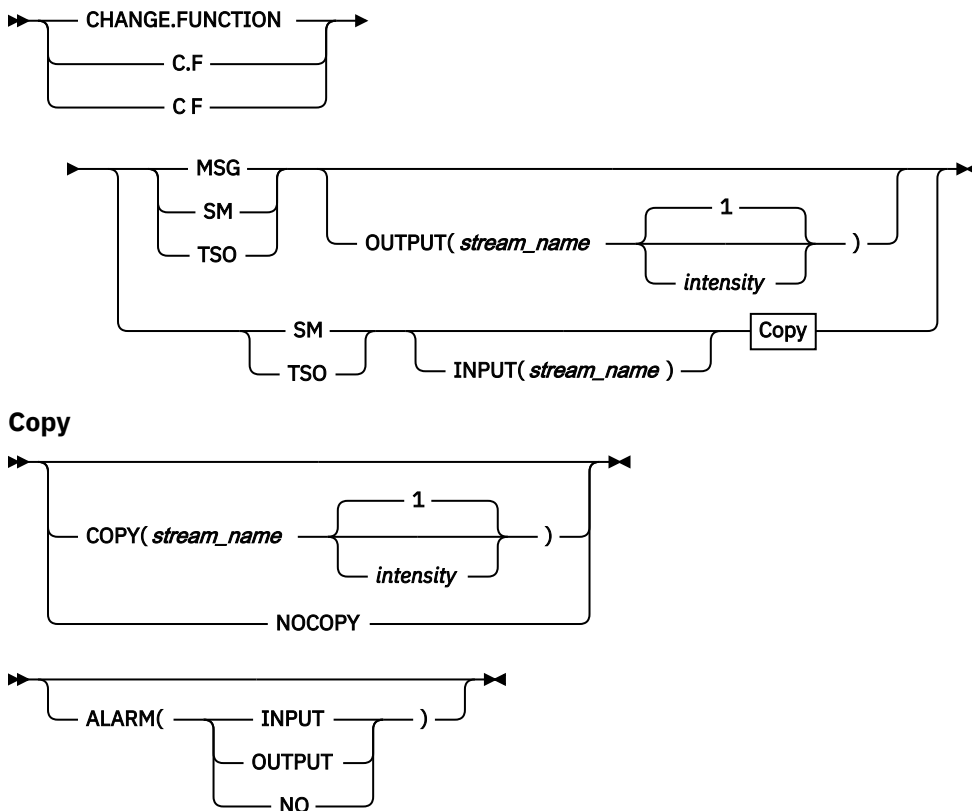 CHANGE.FUNCTION
C.F
C F
MSG
SM
TSO
OUTPUT( stream_name
1
intensity
)
SM
TSO
INPUT( stream_name )
Copy
Copy
COPY( stream_name
1
intensity
)
NOCOPY
ALARM(
INPUT
OUTPUT
NO
)